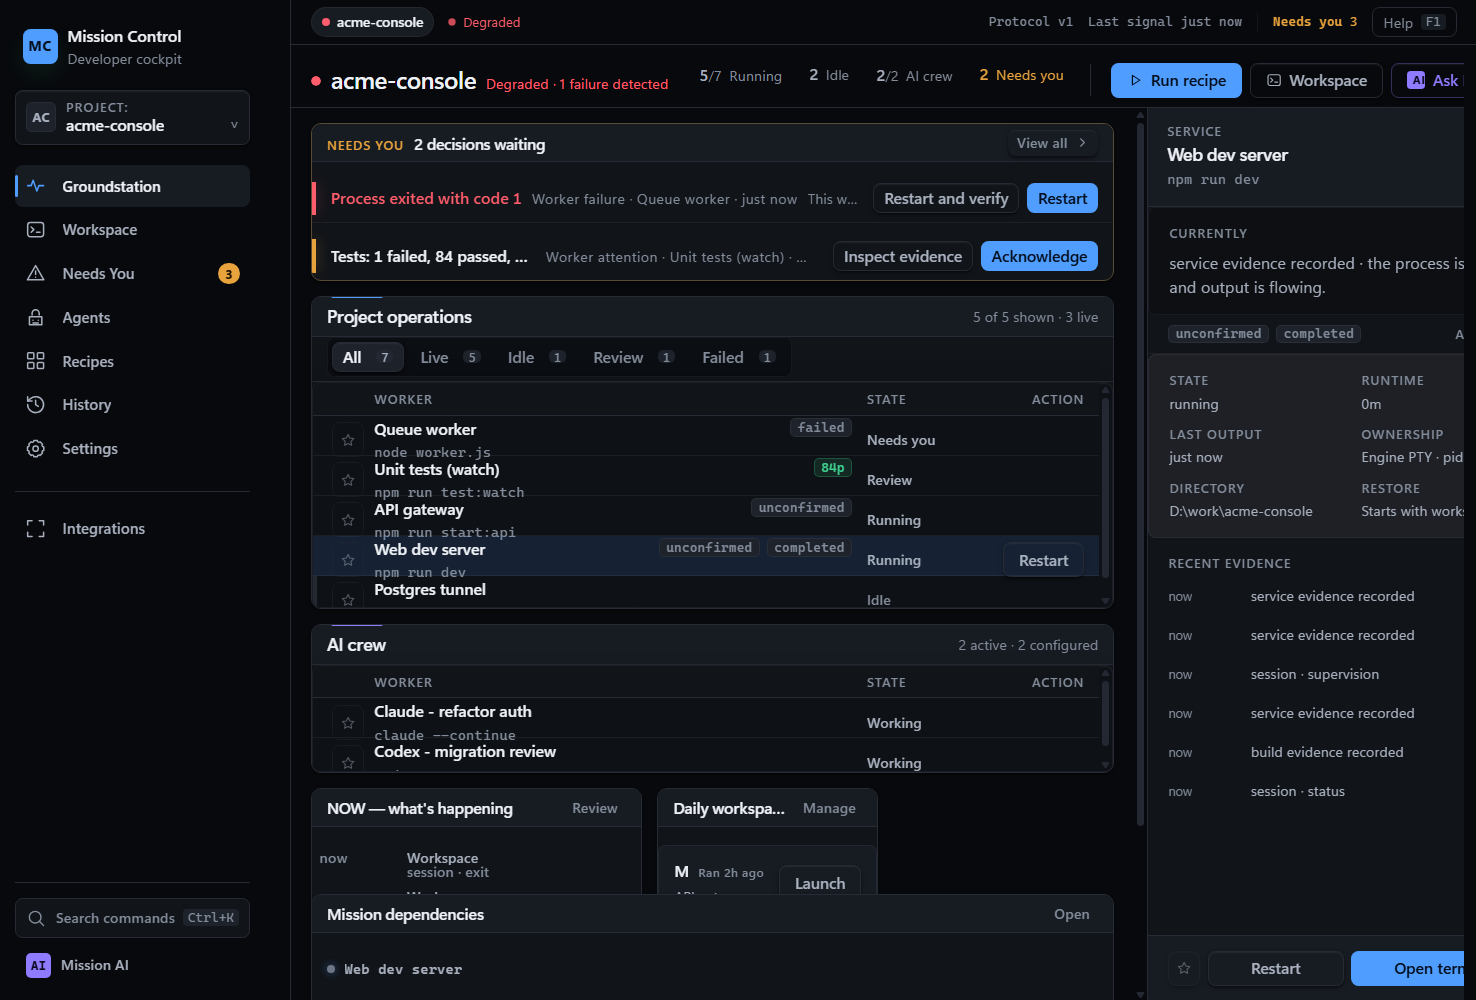 MC
Mission Control
Developer cockpit
AC
PROJECT:
acme-console
Groundstation
Workspace
Needs You 3
Agents
Recipes
History
Settings
Integrations
Search commands Ctrl+K
AI Mission AI
acme-console Degraded
Protocol v1 Last signal just now Needs you 3 Help F1
acme-console Degraded · 1 failure detected
5/7 Running 2 Idle 2/2 AI crew 2 Needs you
Run recipe Workspace AI Ask
NEEDS YOU 2 decisions waiting View all
Process exited with code 1 Worker failure · Queue worker · just now This w... Restart and verify Restart
Tests: 1 failed, 84 passed, ... Worker attention · Unit tests (watch) · ... Inspect evidence Acknowledge
Project operations 5 of 5 shown · 3 live
All 7 Live 5 Idle 1 Review 1 Failed 1
WORKER STATE ACTION
Queue worker failed Needs you
node worker.js
Unit tests (watch) 84p Review
npm run test:watch
API gateway unconfirmed Running
npm run start:api
Web dev server unconfirmed completed Running Restart
npm run dev
Postgres tunnel Idle
AI crew 2 active · 2 configured
WORKER STATE ACTION
Claude - refactor auth Working
claude --continue
Codex - migration review Working
NOW — what's happening Review
now Workspace
session · exit
Daily workspa... Manage
M Ran 2h ago Launch
Mission dependencies Open
Web dev server
SERVICE
Web dev server
npm run dev
CURRENTLY
service evidence recorded · the process is
and output is flowing.
unconfirmed completed A
STATE RUNTIME
running 0m
LAST OUTPUT OWNERSHIP
just now Engine PTY · pid
DIRECTORY RESTORE
D:\work\acme-console Starts with works
RECENT EVIDENCE
now service evidence recorded
now service evidence recorded
now session · supervision
now service evidence recorded
now build evidence recorded
now session · status
Restart Open tern